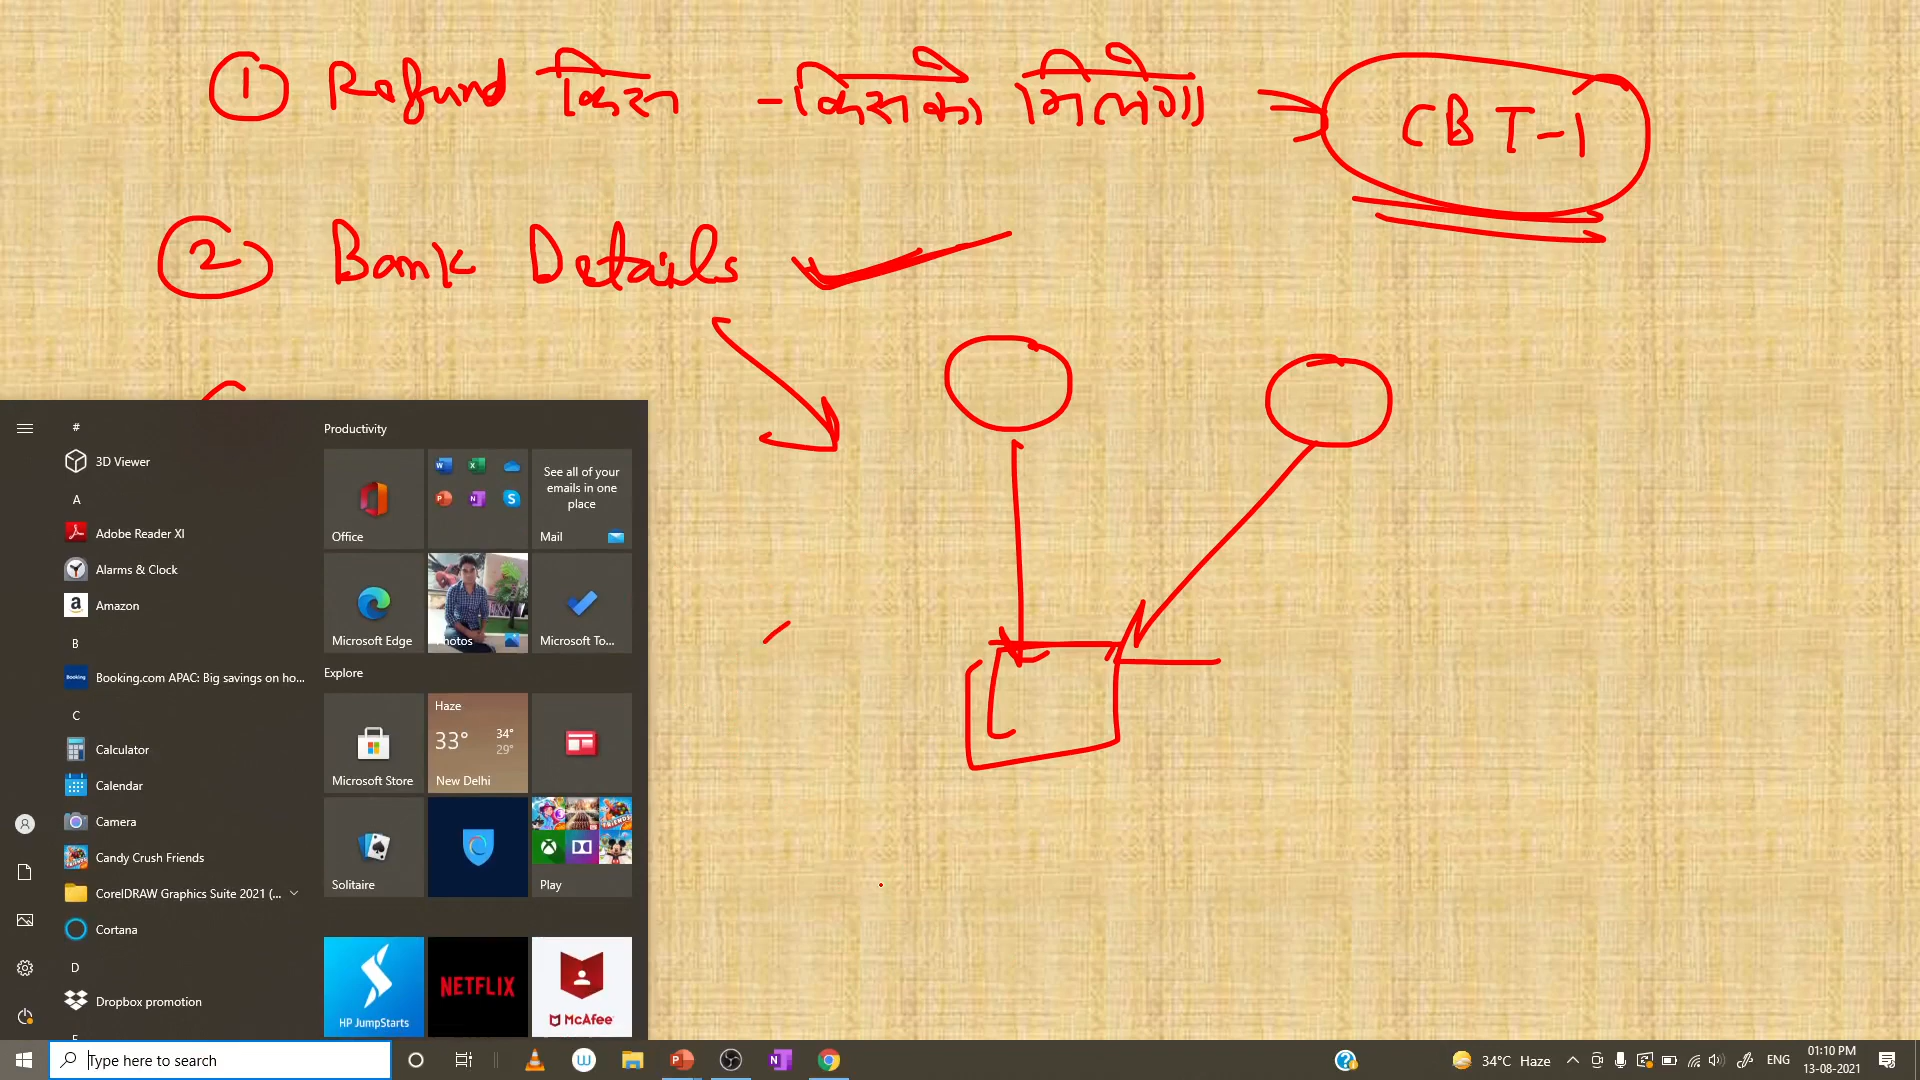 ① Refund कितना - किसको मिलेगा CBT-1
② Bank Details
#
3D Viewer
A
Adobe Reader XI
Alarms & Clock
Amazon
B
Booking.com APAC: Big savings on ho...
C
Calculator
Calendar
Camera
Candy Crush Friends
CorelDRAW Graphics Suite 2021 (...
Cortana
D
Dropbox promotion
Productivity
Office
See all of your
emails in one
place
Mail
Microsoft Edge
Photos
Microsoft To...
Explore
Microsoft Store
Haze
33° 34°
29°
New Delhi
Solitaire
Play
HP JumpStarts
NETFLIX
McAfee
Type here to search
34°C Haze
ENG
01:10 PM
13-08-2021